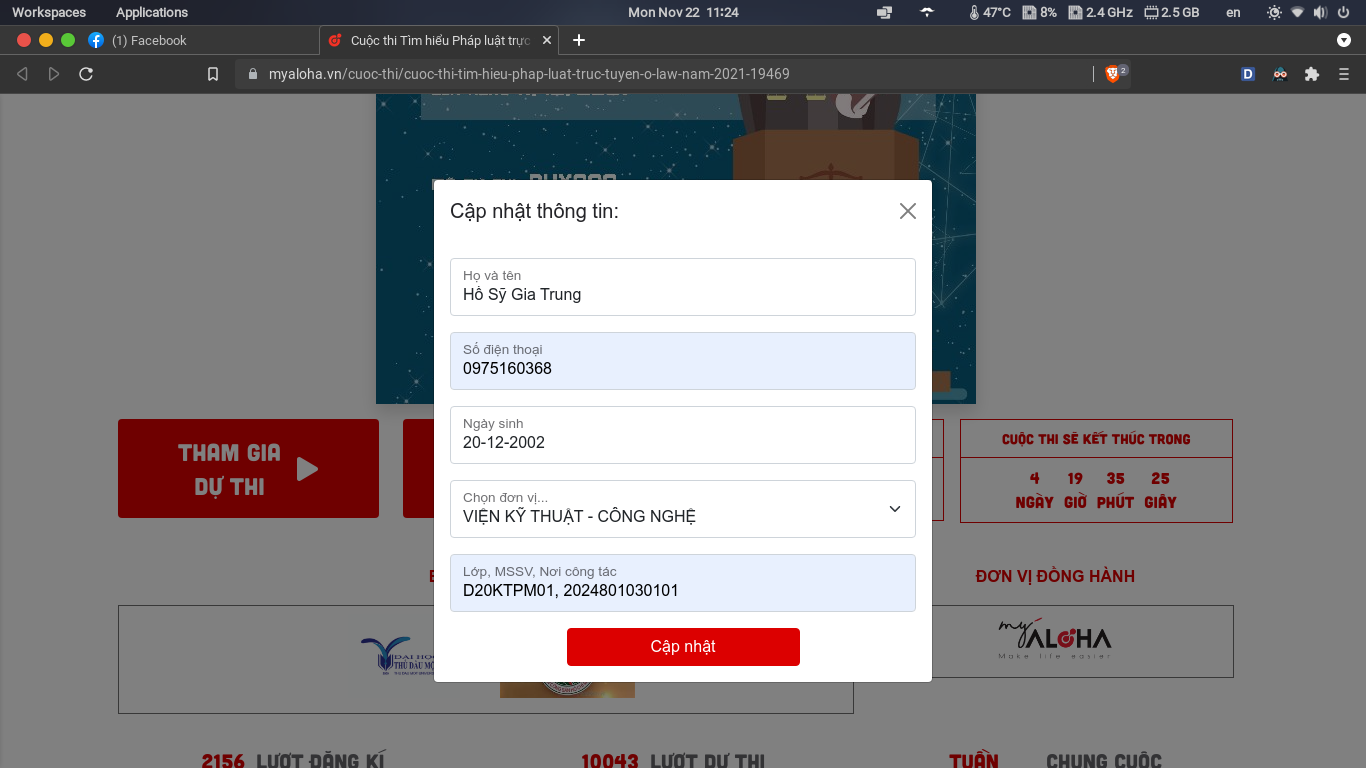 Workspaces Applications Mon Nov 22 11:24 47°C 8% 2.4 GHz 2.5 GB en
(1) Facebook Cuộc thi Tìm hiểu Pháp luật trực
myaloha.vn/cuoc-thi/cuoc-thi-tim-hieu-phap-luat-truc-tuyen-o-law-nam-2021-19469 2 D
Cập nhật thông tin:
Họ và tên
Hồ Sỹ Gia Trung
Số điện thoại
0975160368
Ngày sinh
20-12-2002
Chọn đơn vị...
VIỆN KỸ THUẬT - CÔNG NGHỆ
Lớp, MSSV, Nơi công tác
D20KTPM01, 2024801030101
Cập nhật
THAM GIA
DỰ THI
CUỘC THI SẼ KẾT THÚC TRONG
4 19 35 25
NGÀY GIỜ PHÚT GIÂY
ĐƠN VỊ ĐỒNG HÀNH
my ALOHA
Make life easier
THỦ DẦU
2156 LƯỢT ĐĂNG KÍ 10043 LƯỢT DỰ THI TUẦN CHUNG CUỘC